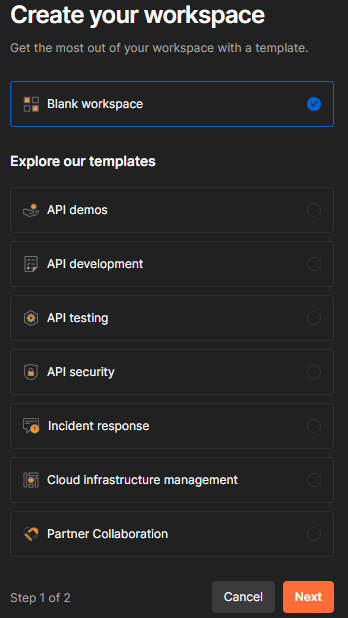 Create your workspace
Get the most out of your workspace with a template.
Blank workspace
Explore our templates
API demos
API development
API testing
API security
Incident response
Cloud infrastructure management
Partner Collaboration
Step 1 of 2
Cancel
Next